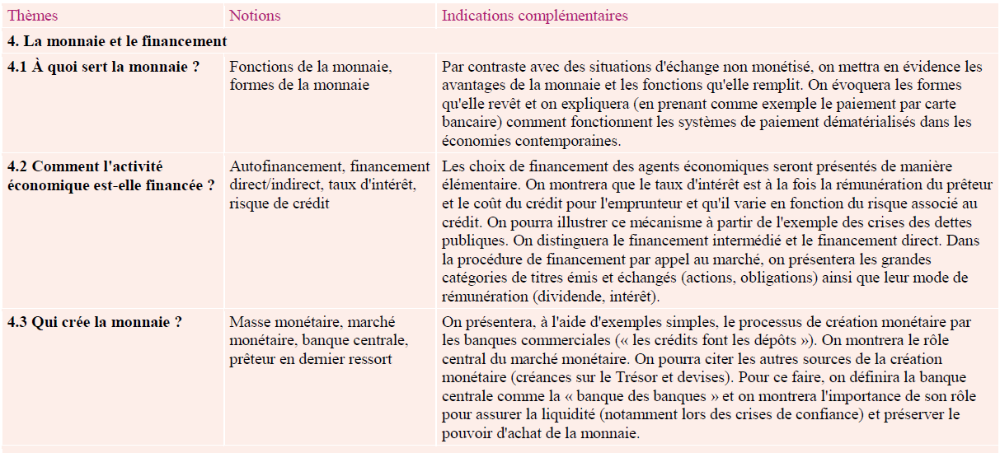 Thèmes
Notions
Indications complémentaires
4. La monnaie et le financement
4.1 À quoi sert la monnaie ?
Fonctions de la monnaie,
formes de la monnaie
Par contraste avec des situations d'échange non monétisé, on mettra en évidence les
avantages de la monnaie et les fonctions qu'elle remplit. On évoquera les formes
qu'elle revêt et on expliquera (en prenant comme exemple le paiement par carte
bancaire) comment fonctionnent les systèmes de paiement dématérialisés dans les
économies contemporaines.
4.2 Comment l'activité
économique est-elle financée ?
Autofinancement, financement
direct/indirect, taux d'intérêt,
risque de crédit
Les choix de financement des agents économiques seront présentés de manière
élémentaire. On montrera que le taux d'intérêt est à la fois la rémunération du prêteur
et le coût du crédit pour l'emprunteur et qu'il varie en fonction du risque associé au
crédit. On pourra illustrer ce mécanisme à partir de l'exemple des crises des dettes
publiques. On distinguera le financement intermédié et le financement direct. Dans
la procédure de financement par appel au marché, on présentera les grandes
catégories de titres émis et échangés (actions, obligations) ainsi que leur mode de
rémunération (dividende, intérêt).
4.3 Qui crée la monnaie ?
Masse monétaire, marché
monétaire, banque centrale,
prêteur en dernier ressort
On présentera, à l'aide d'exemples simples, le processus de création monétaire par
les banques commerciales (« les crédits font les dépôts »). On montrera le rôle
central du marché monétaire. On pourra citer les autres sources de la création
monétaire (créances sur le Trésor et devises). Pour ce faire, on définira la banque
centrale comme la « banque des banques » et on montrera l'importance de son rôle
pour assurer la liquidité (notamment lors des crises de confiance) et préserver le
pouvoir d'achat de la monnaie.